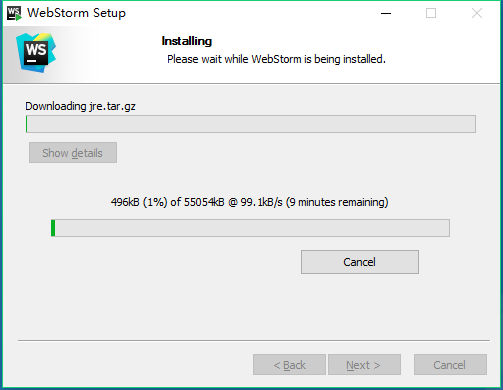 WS WebStorm Setup
WS
Installing
Please wait while WebStorm is being installed.
Downloading jre.tar.gz
Show details
496kB (1%) of 55054kB @ 99.1kB/s (9 minutes remaining)
Cancel
< Back Next > Cancel